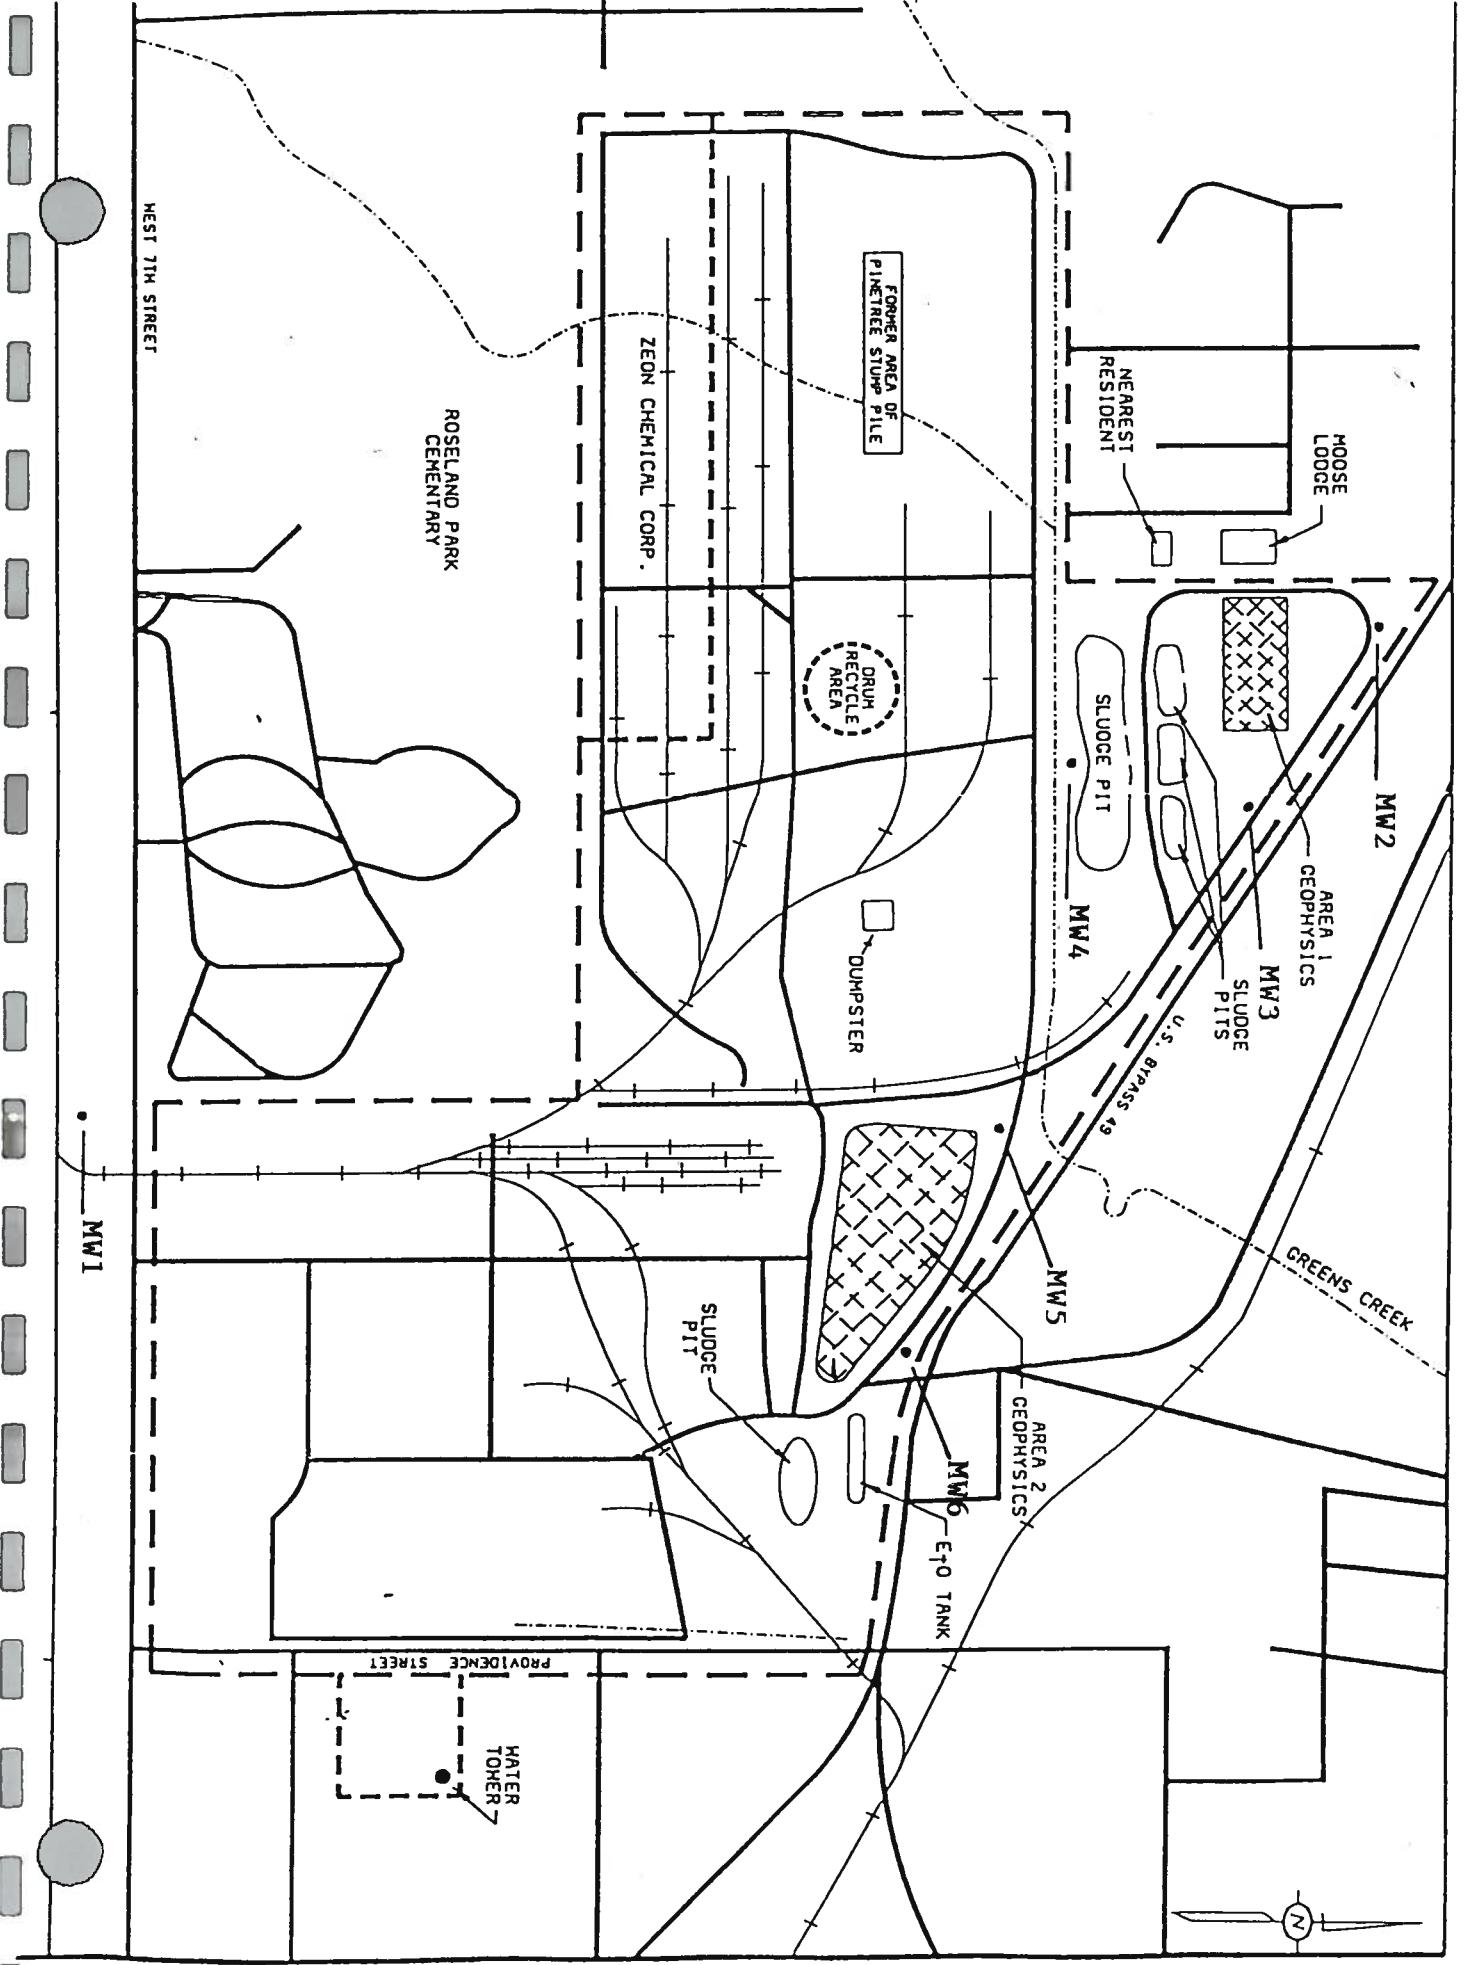 MOOSE
LODGE
NEAREST
RESIDENT
FORMER AREA OF
PINETREE STUMP PILE
ZEON CHEMICAL CORP.
ROSELAND PARK
CEMENTARY
WEST 7TH STREET
MW2
AREA 1
GEOPHYSICS
MW3
SLUDGE
PITS
SLUDGE PIT
MW4
DRUM
RECYCLE
AREA
DUMPSTER
U.S. BYPASS 49
GREENS CREEK
MW5
AREA 2
GEOPHYSICS
MW6
ETO TANK
SLUDGE
PIT
MW1
PROVIDENCE STREET
WATER
TOWER
N